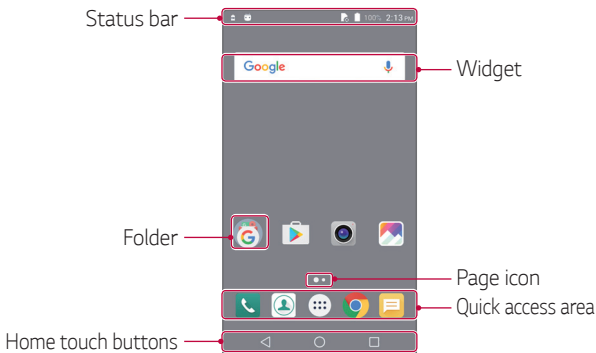 Status bar
100% 2:13 PM
Google
Widget
G
Folder
Page icon
Quick access area
Home touch buttons